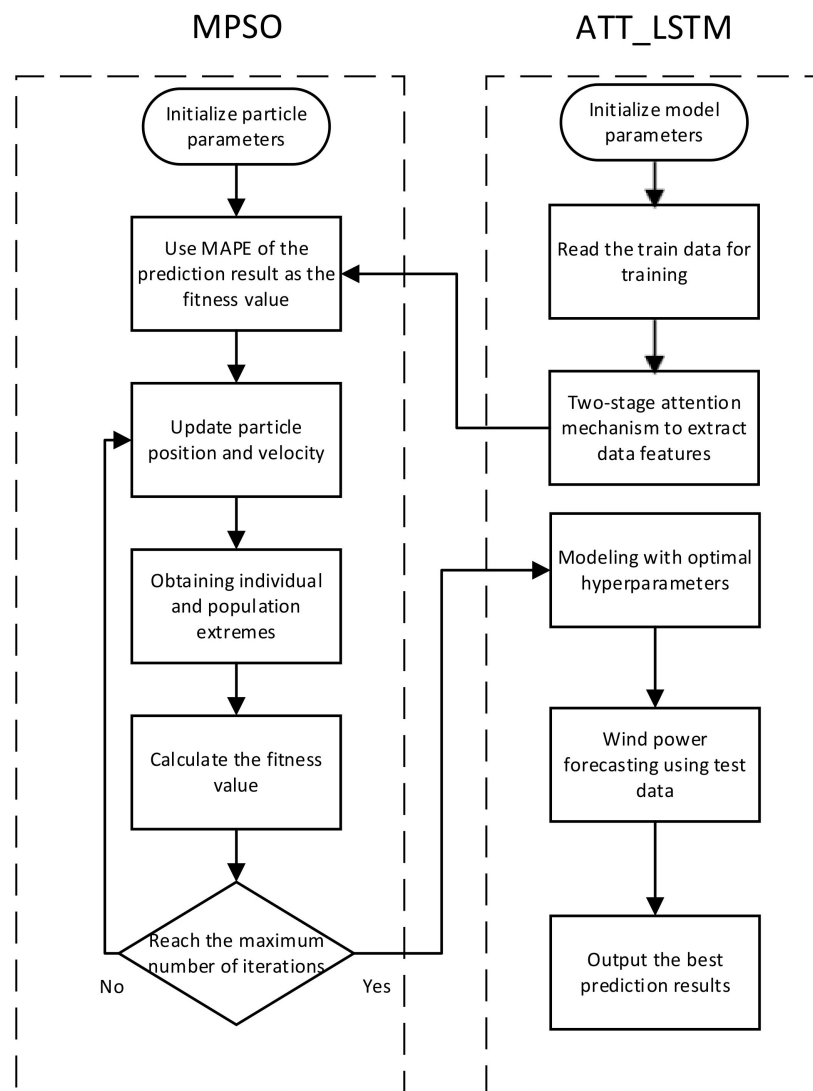 MPSO
Initialize particle
parameters
Use MAPE of the
prediction result as the
fitness value
Update particle
position and velocity
Obtaining individual
and population
extremes
Calculate the fitness
value
Reach the maximum
number of iterations
No
Yes
ATT_LSTM
Initialize model
parameters
Read the train data for
training
Two-stage attention
mechanism to extract
data features
Modeling with optimal
hyperparameters
Wind power
forecasting using test
data
Output the best
prediction results